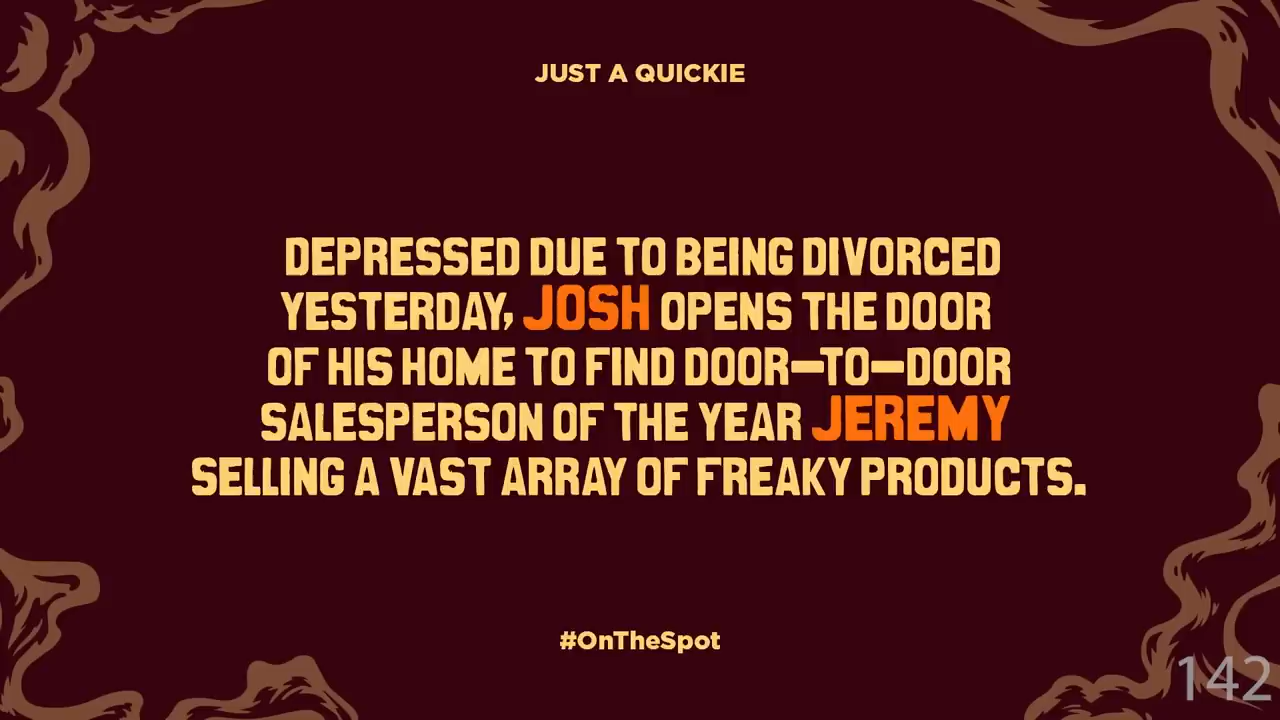 JUST A QUICKIE
DEPRESSED DUE TO BEING DIVORCED
YESTERDAY, JOSH OPENS THE DOOR
OF HIS HOME TO FIND DOOR-TO-DOOR
SALESPERSON OF THE YEAR JEREMY
SELLING A VAST ARRAY OF FREAKY PRODUCTS.
#OnTheSpot
142